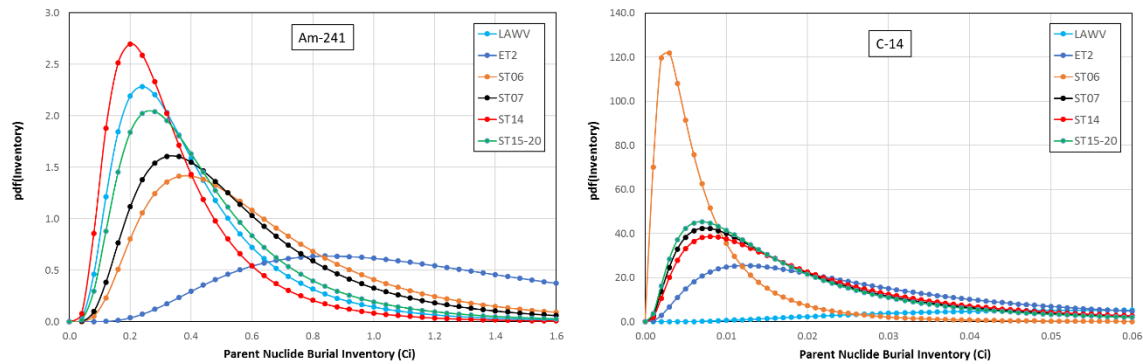 Am-241
3.0
2.5
2.0
1.5
1.0
0.5
0.0
pdf(Inventory)
0.0 0.2 0.4 0.6 0.8 1.0 1.2 1.4 1.6
Parent Nuclide Burial Inventory (Ci)
LAWV
ET2
ST06
ST07
ST14
ST15-20
C-14
140.0
120.0
100.0
80.0
60.0
40.0
20.0
0.0
pdf(Inventory)
0 0.01 0.02 0.03 0.04 0.05 0.06
Parent Nuclide Burial Inventory (Ci)
LAWV
ET2
ST06
ST07
ST14
ST15-20